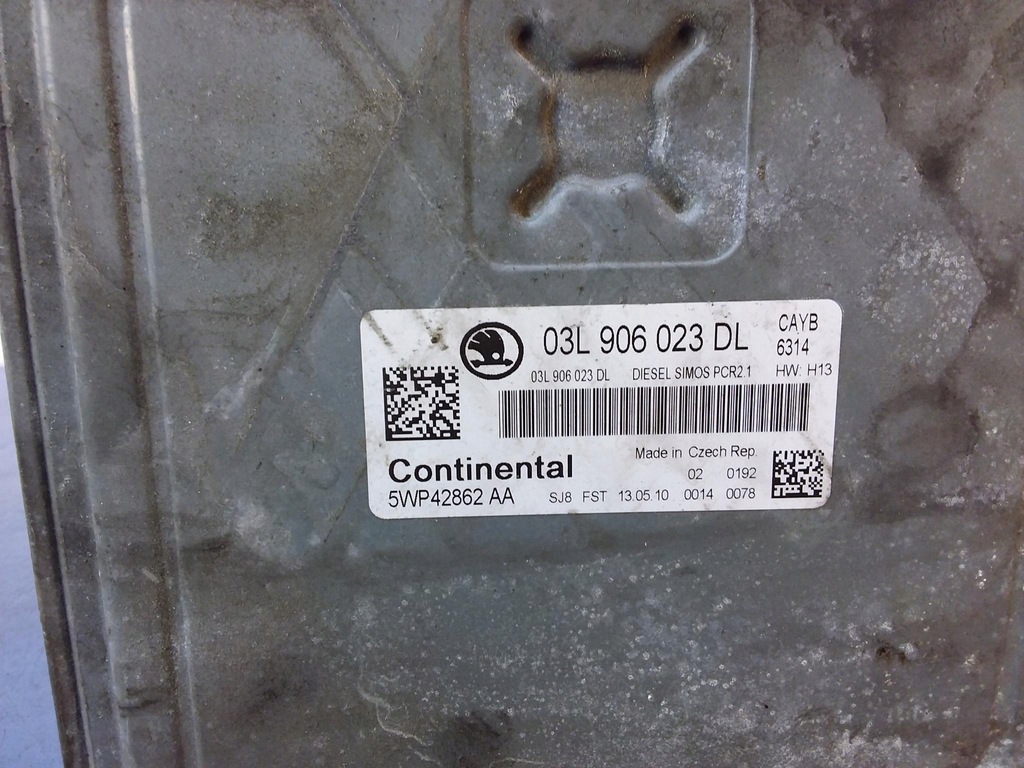 03L 906 023 DL CAYB
6314
03L 906 023 DL DIESEL SIMOS PCR2.1 HW: H13
Made in Czech Rep.
Continental 02 0192
5WP42862 AA SJ8 FST 13.05.10 0014 0078